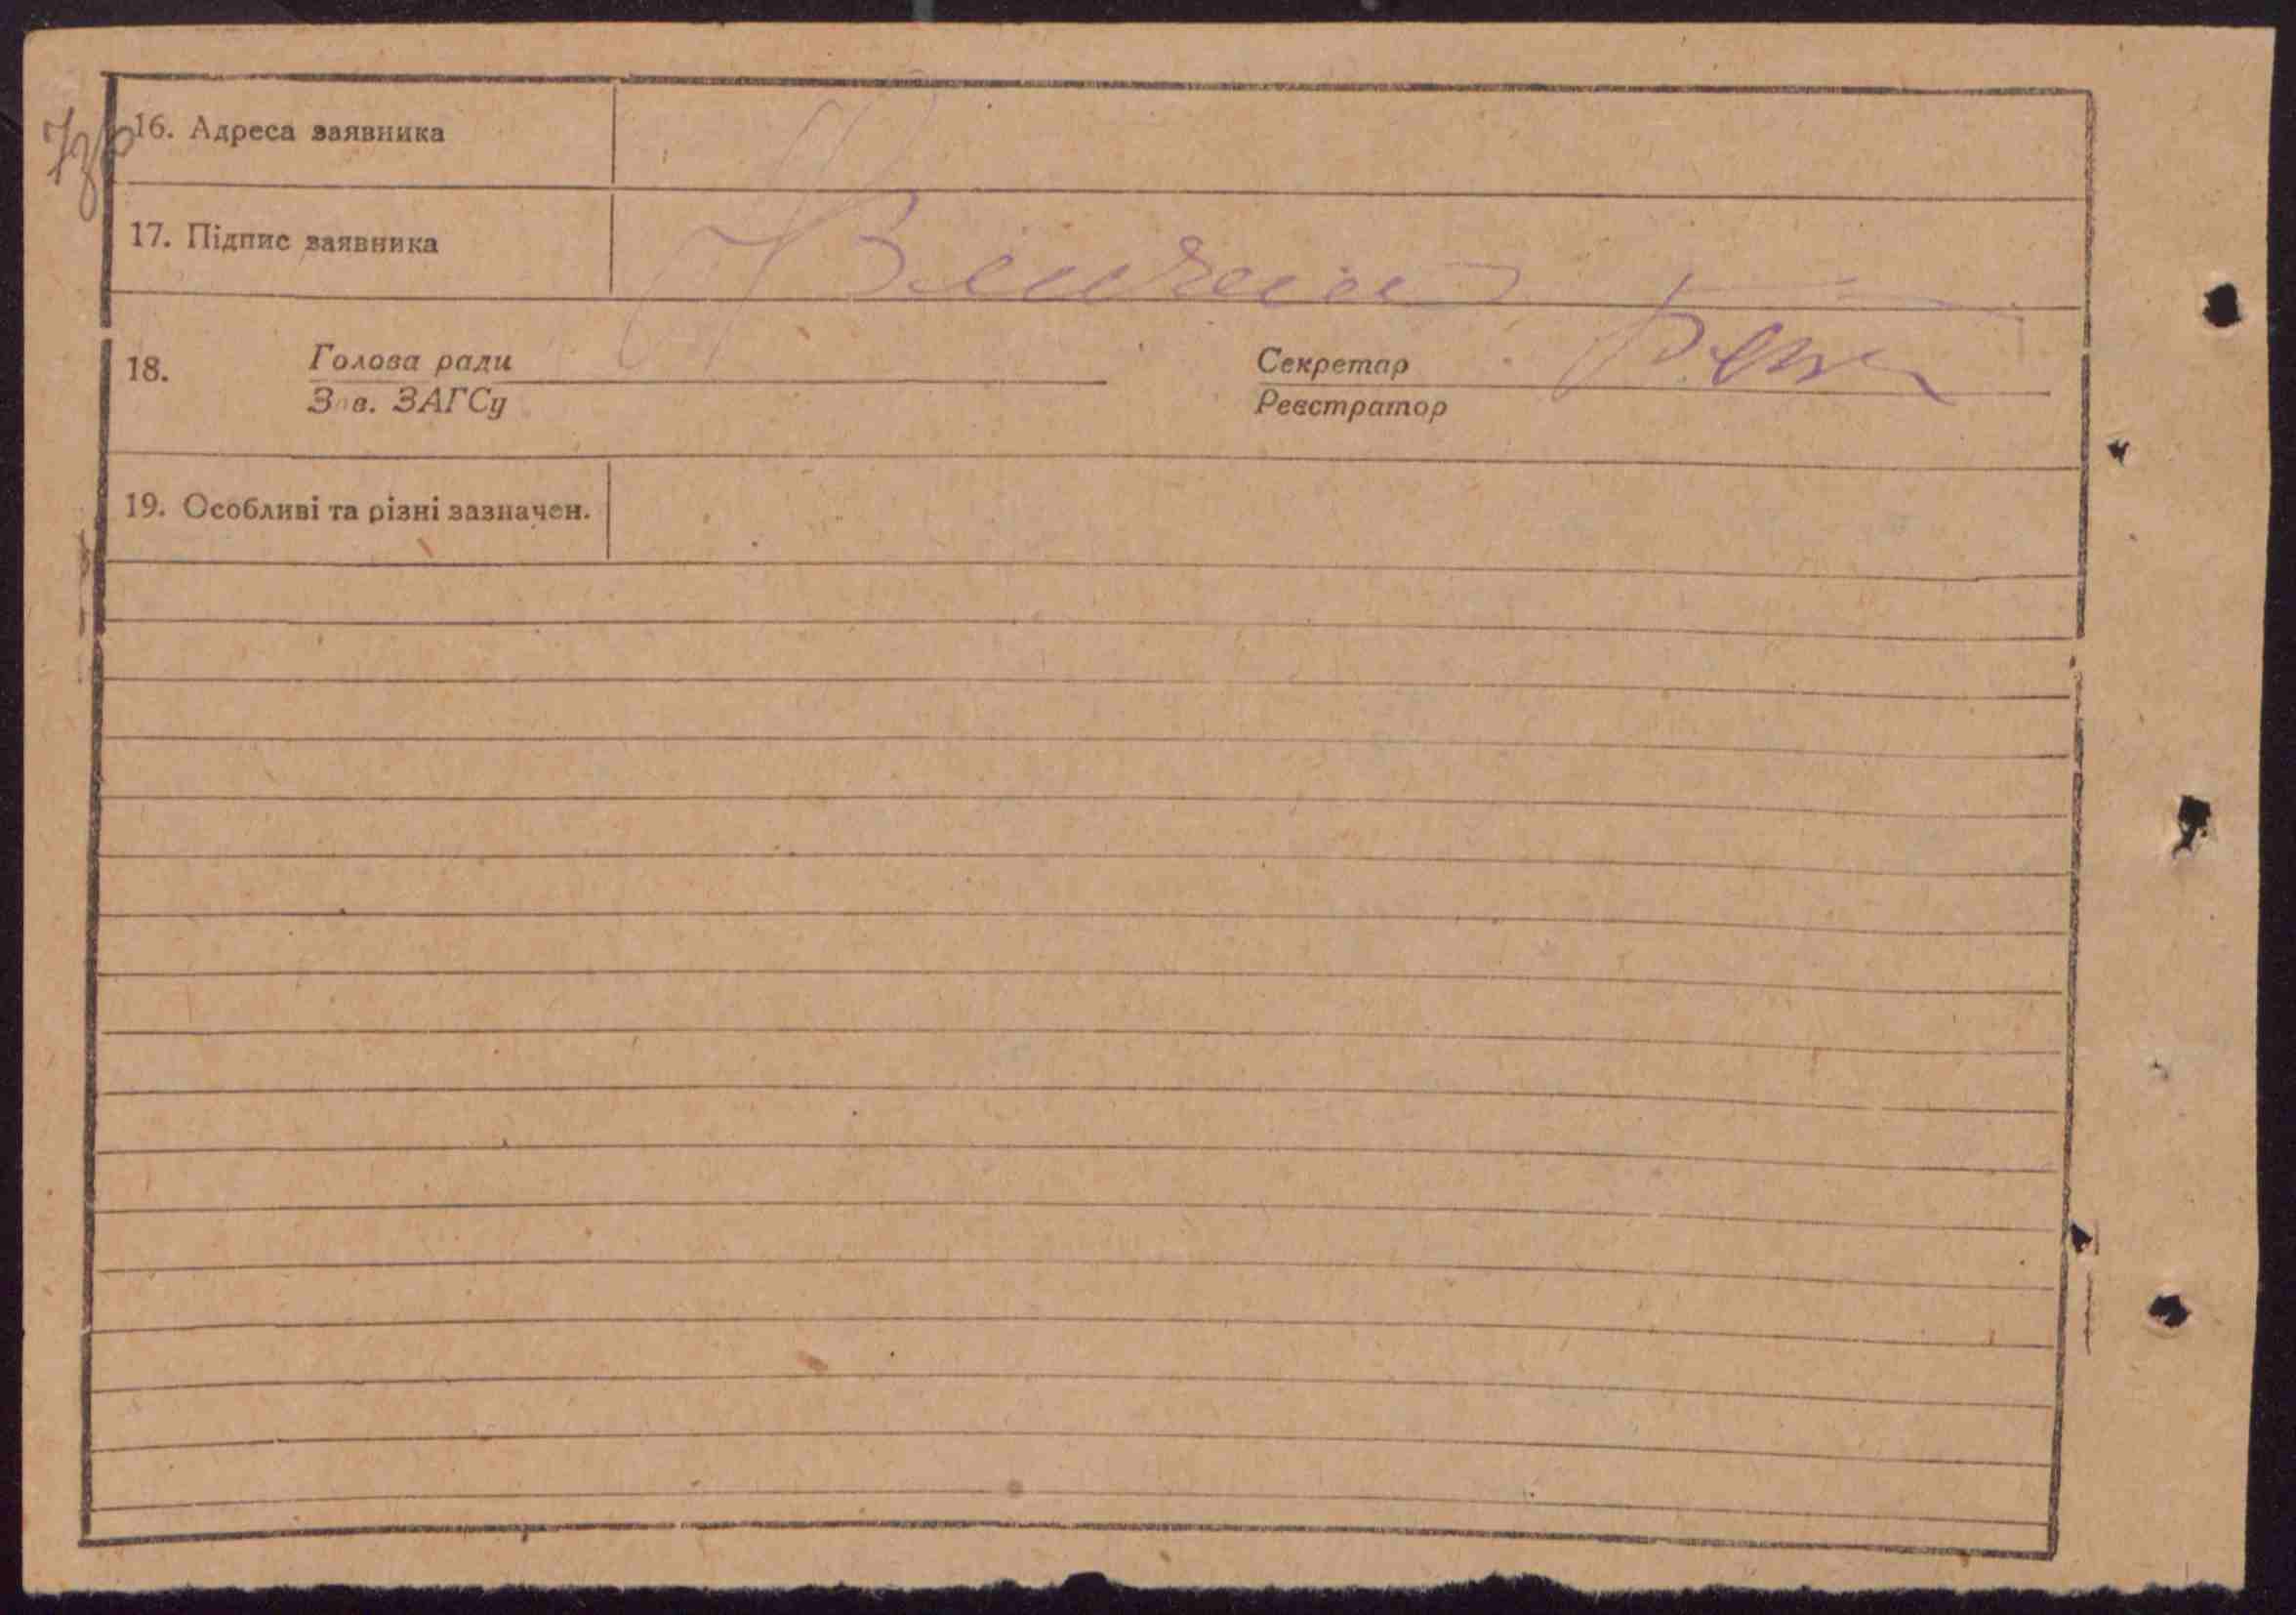 16. Адреса заявника
17. Підпис заявника
18. Голова ради Секретар
Зав. ЗАГСу Реєстратор
19. Особливі та різні зазначен.